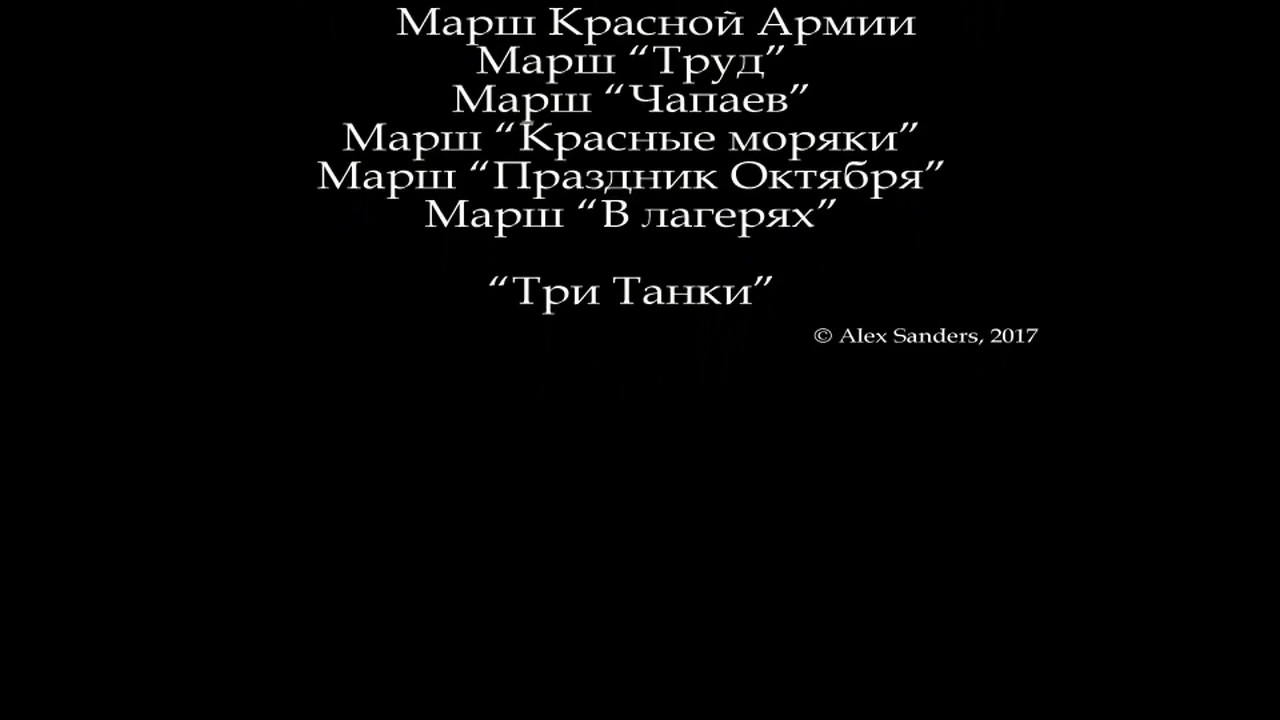 Марш Красной Армии
Марш “Труд”
Марш “Чапаев”
Марш “Красные моряки”
Марш “Праздник Октября”
Марш “В лагерях”
“Три Танки”
© Alex Sanders, 2017